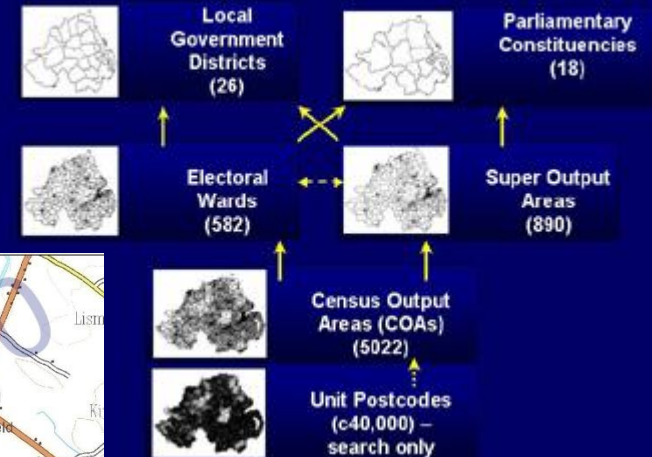 Local
Government
Districts
(26)
Parliamentary
Constituencies
(18)
Electoral
Wards
(582)
Super Output
Areas
(890)
Census Output
Areas (COAs)
(5022)
Unit Postcodes
(c40,000) –
search only
Lism